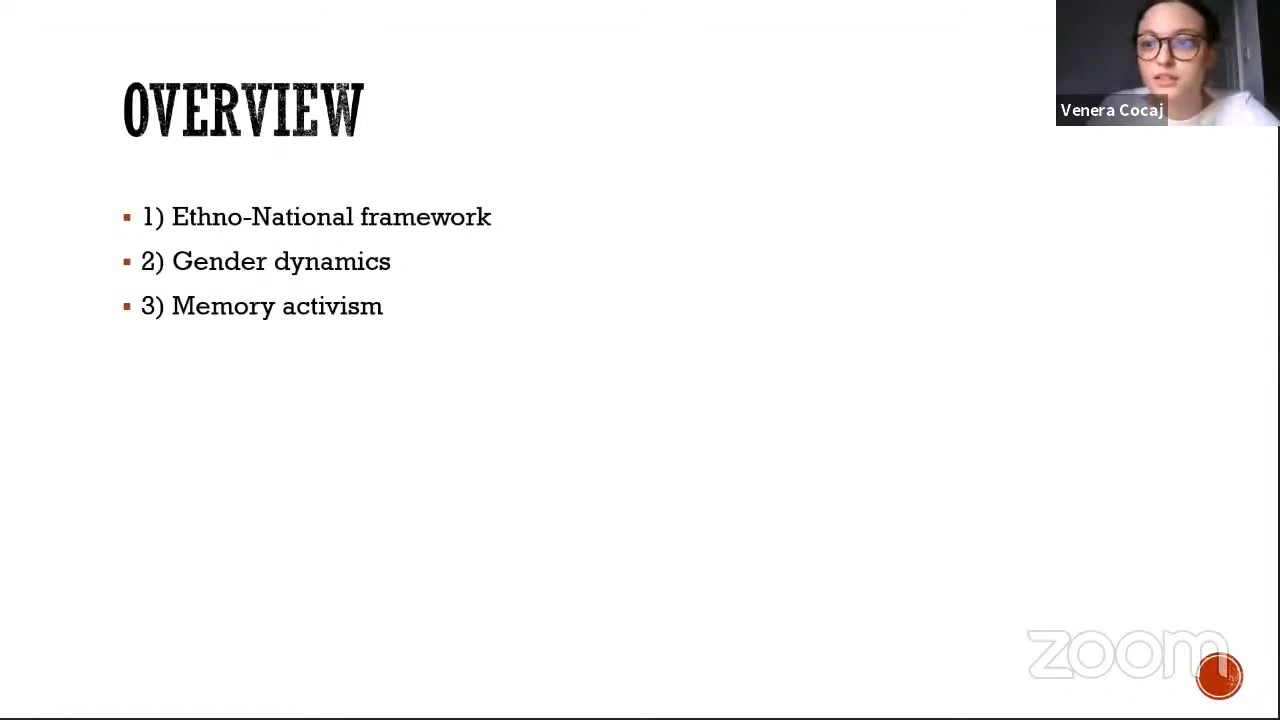 Venera Cocaj
OVERVIEW
1) Ethno-National framework
2) Gender dynamics
3) Memory activism
zoom